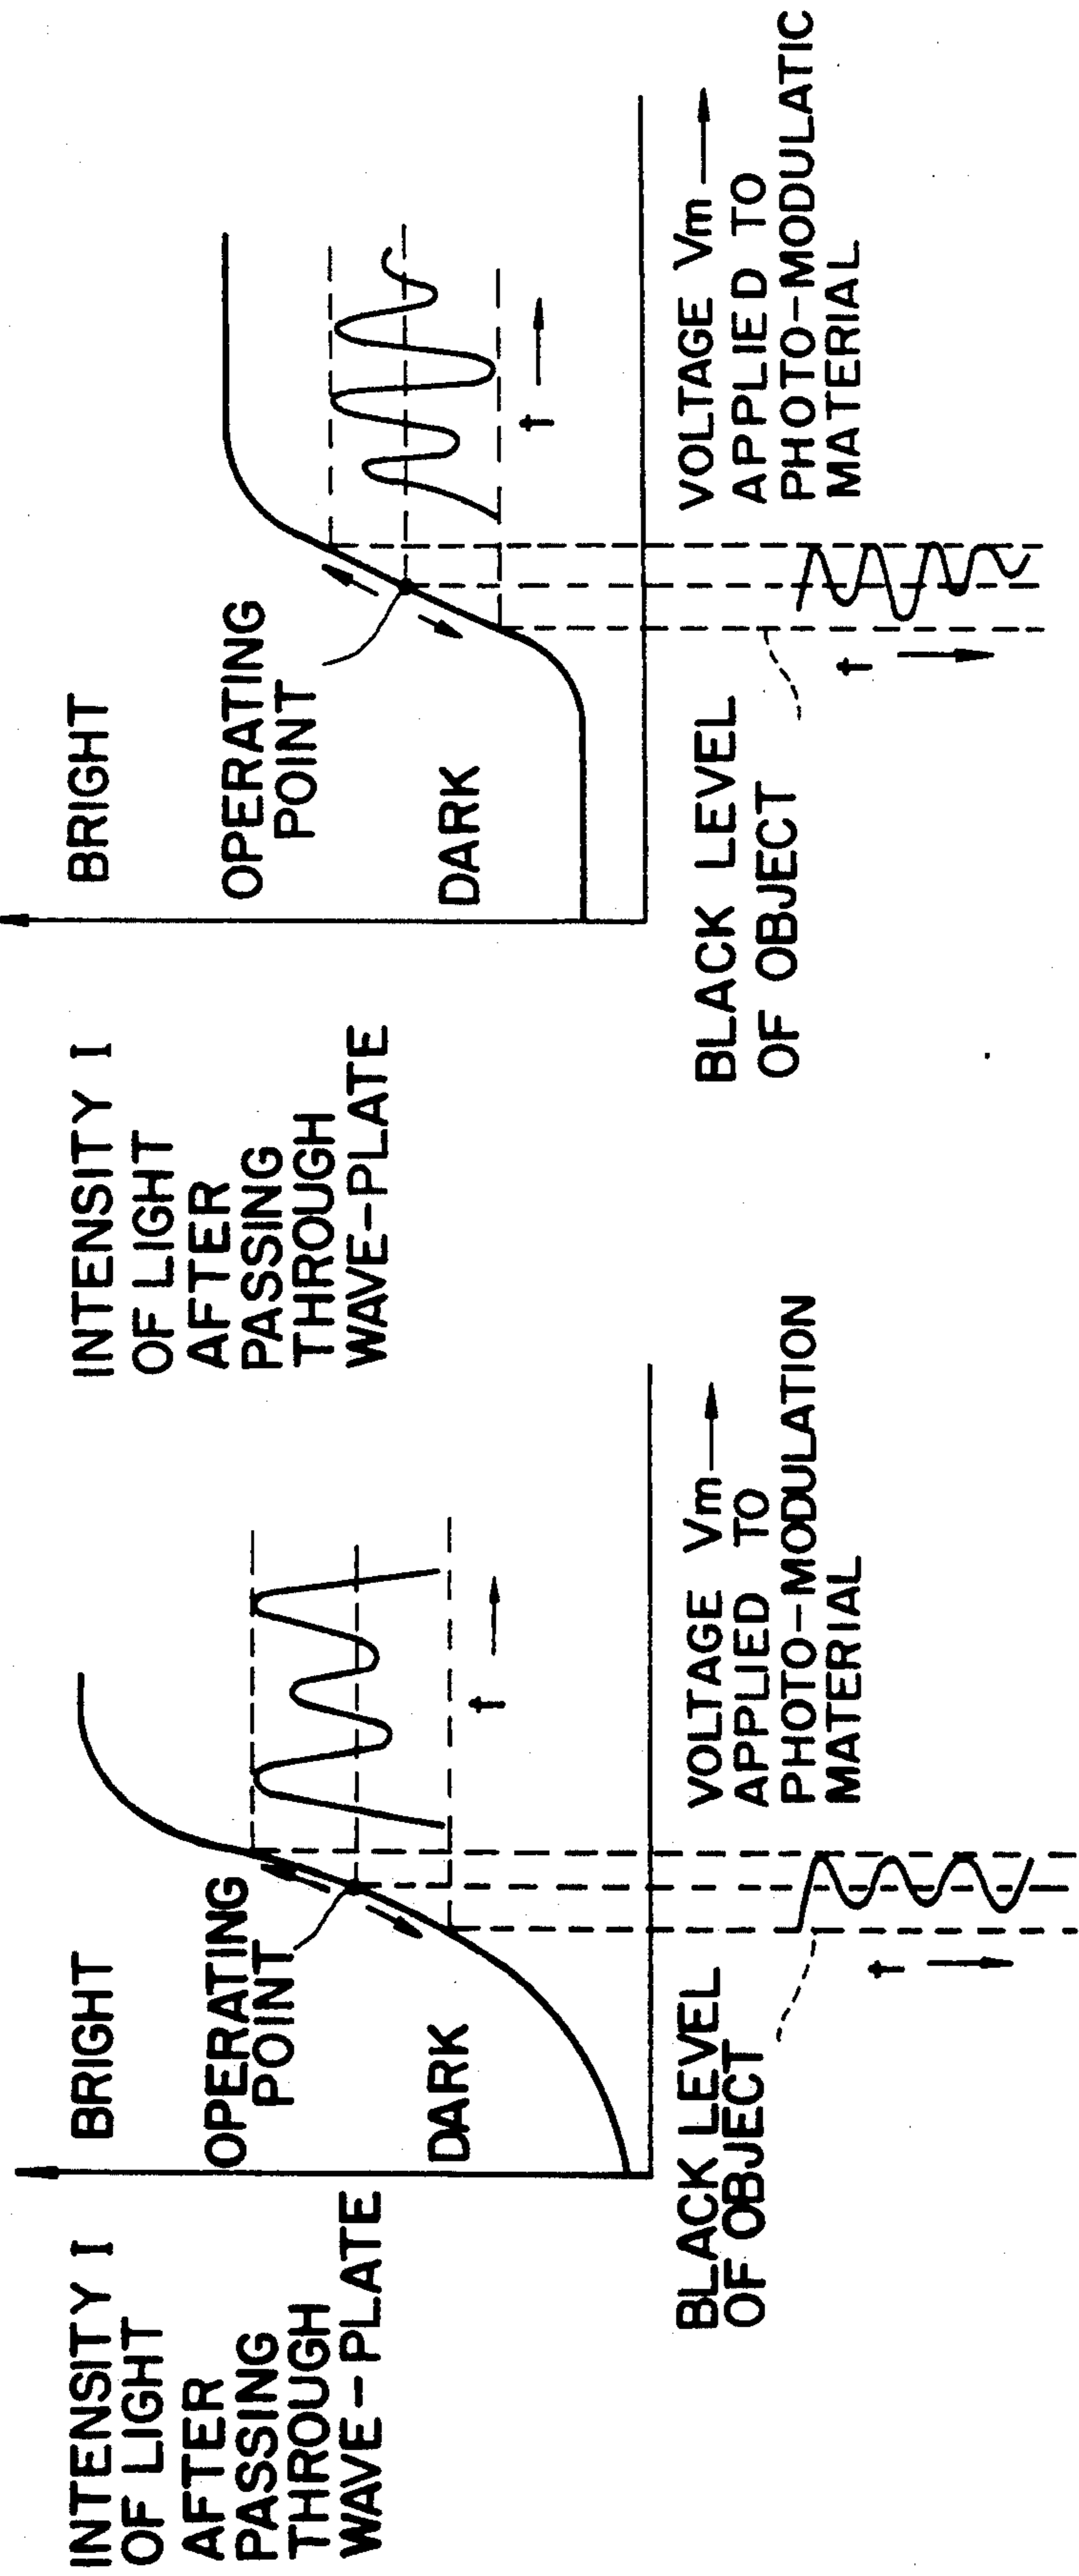 INTENSITY I
OF LIGHT
AFTER
PASSING
THROUGH
WAVE-PLATE
BRIGHT
OPERATING
POINT
DARK
t
VOLTAGE Vm
APPLIED TO
PHOTO-MODULATION
MATERIAL
BLACK LEVEL
OF OBJECT
t
INTENSITY I
OF LIGHT
AFTER
PASSING
THROUGH
WAVE-PLATE
BRIGHT
OPERATING
POINT
DARK
t
VOLTAGE Vm
APPLIED TO
PHOTO-MODULATIC
MATERIAL
BLACK LEVEL
OF OBJECT
t